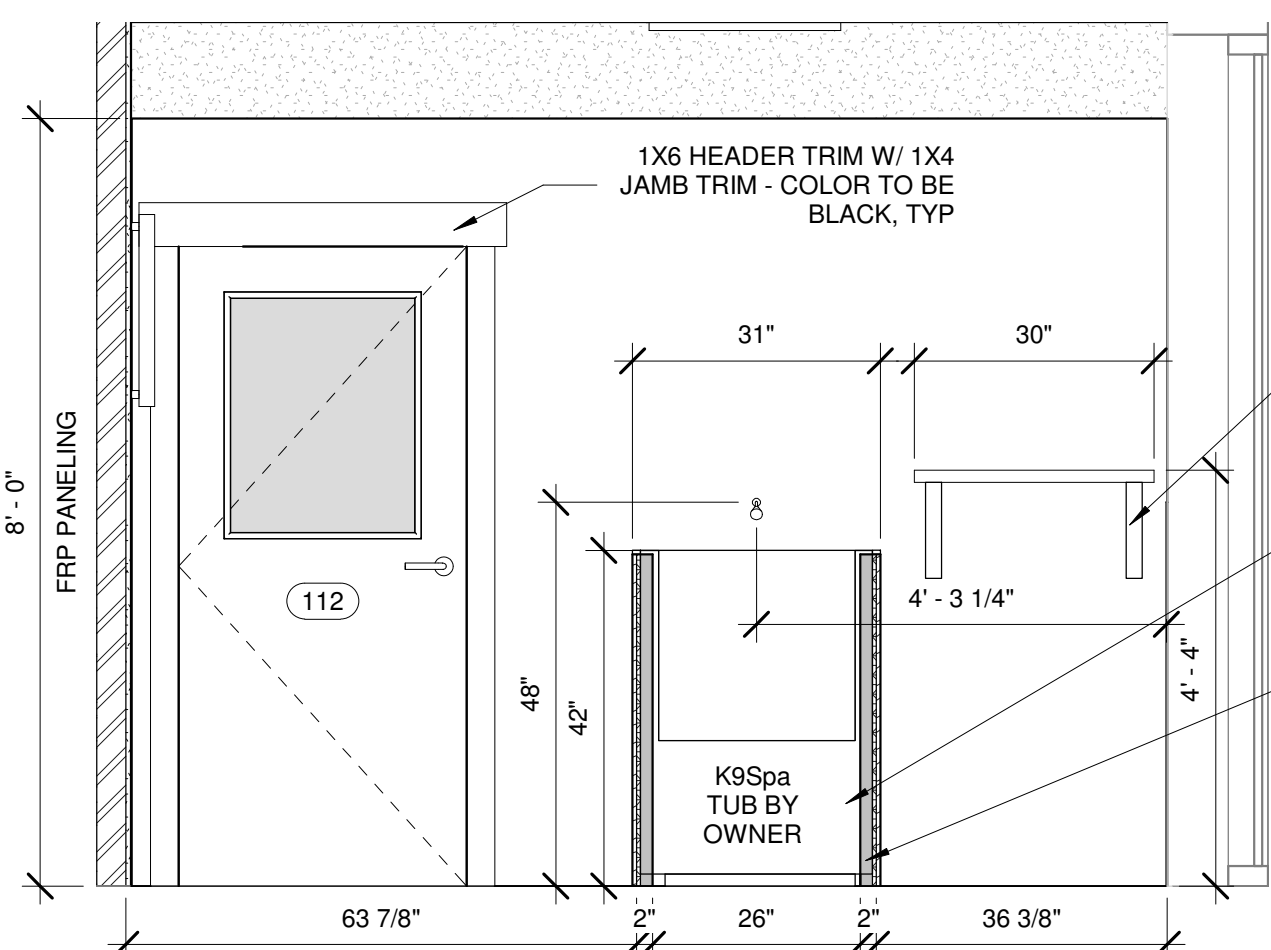 1X6 HEADER TRIM W/ 1X4
JAMB TRIM - COLOR TO BE
BLACK, TYP
31"
30"
8' - 0"
FRP PANELING
112
4' - 3 1/4"
48"
42"
4' - 4"
K9Spa
TUB BY
OWNER
63 7/8"
2"
26"
2"
36 3/8"